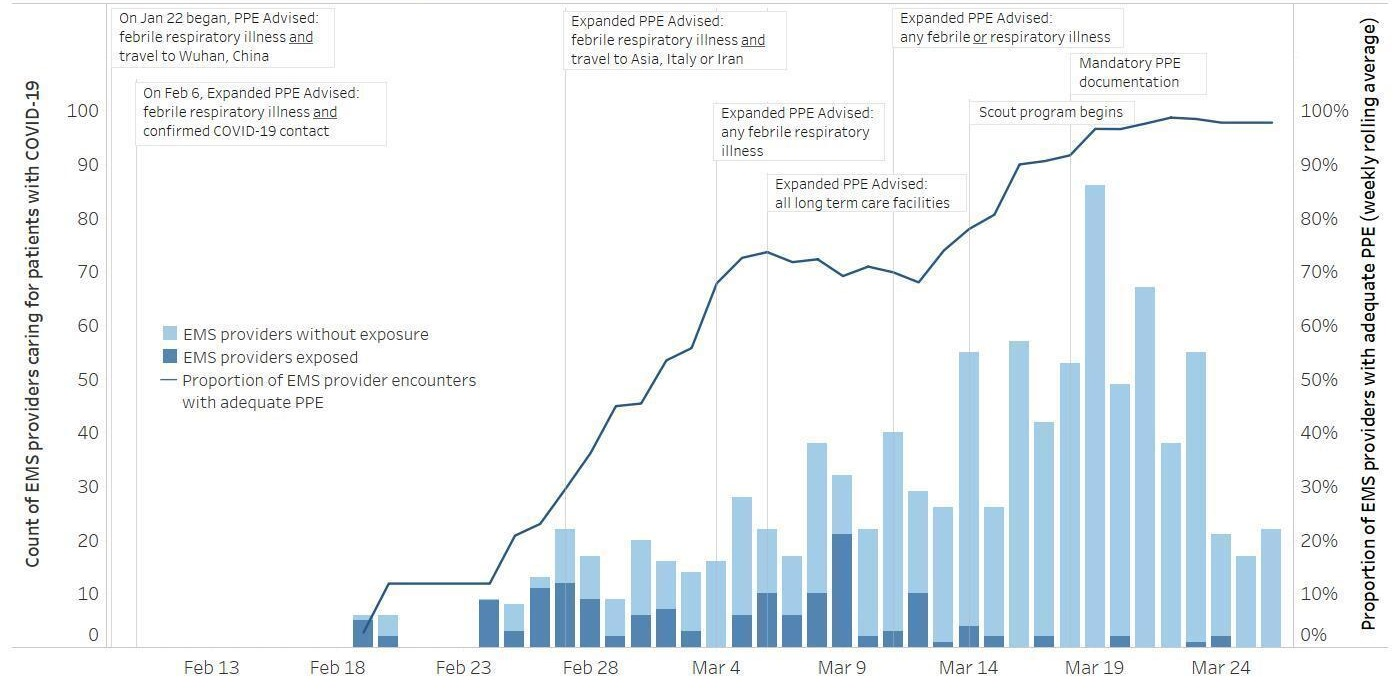 On Jan 22 began, PPE Advised:
febrile respiratory illness and
travel to Wuhan, China
On Feb 6, Expanded PPE Advised:
febrile respiratory illness and
confirmed COVID-19 contact
Expanded PPE Advised:
febrile respiratory illness and
travel to Asia, Italy or Iran
Expanded PPE Advised:
any febrile respiratory
illness
Expanded PPE Advised:
all long term care facilities
Expanded PPE Advised:
any febrile or respiratory illness
Scout program begins
Mandatory PPE
documentation
Count of EMS providers caring for patients with COVID-19
100
90
80
70
60
50
40
30
20
10
0
EMS providers without exposure
EMS providers exposed
Proportion of EMS provider encounters
with adequate PPE
100%
90%
80%
70%
60%
50%
40%
30%
20%
10%
0%
Proportion of EMS providers with adequate PPE (weekly rolling average)
Feb 13
Feb 18
Feb 23
Feb 28
Mar 4
Mar 9
Mar 14
Mar 19
Mar 24